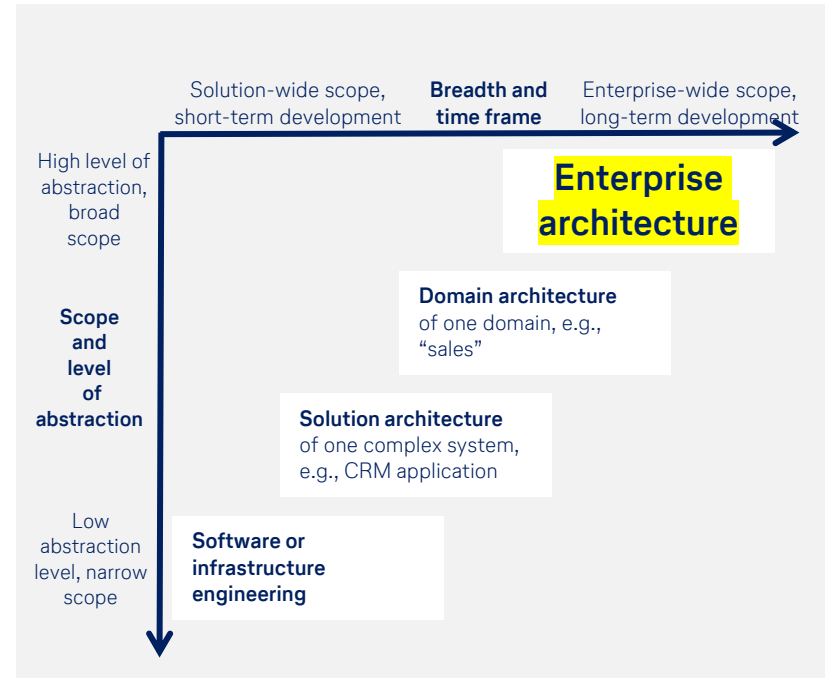 Solution-wide scope,
short-term development
Breadth and
time frame
Enterprise-wide scope,
long-term development
High level of
abstraction,
broad
scope
Enterprise
architecture
Domain architecture
of one domain, e.g.,
“sales”
Scope
and
level
of
abstraction
Solution architecture
of one complex system,
e.g., CRM application
Low
abstraction
level, narrow
scope
Software or
infrastructure
engineering